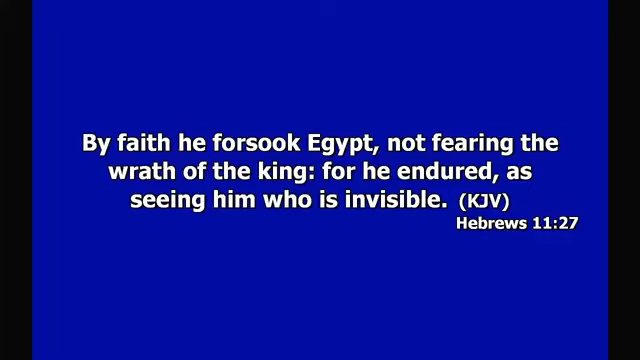 By faith he forsook Egypt, not fearing the
wrath of the king: for he endured, as
seeing him who is invisible. (KJV)
Hebrews 11:27